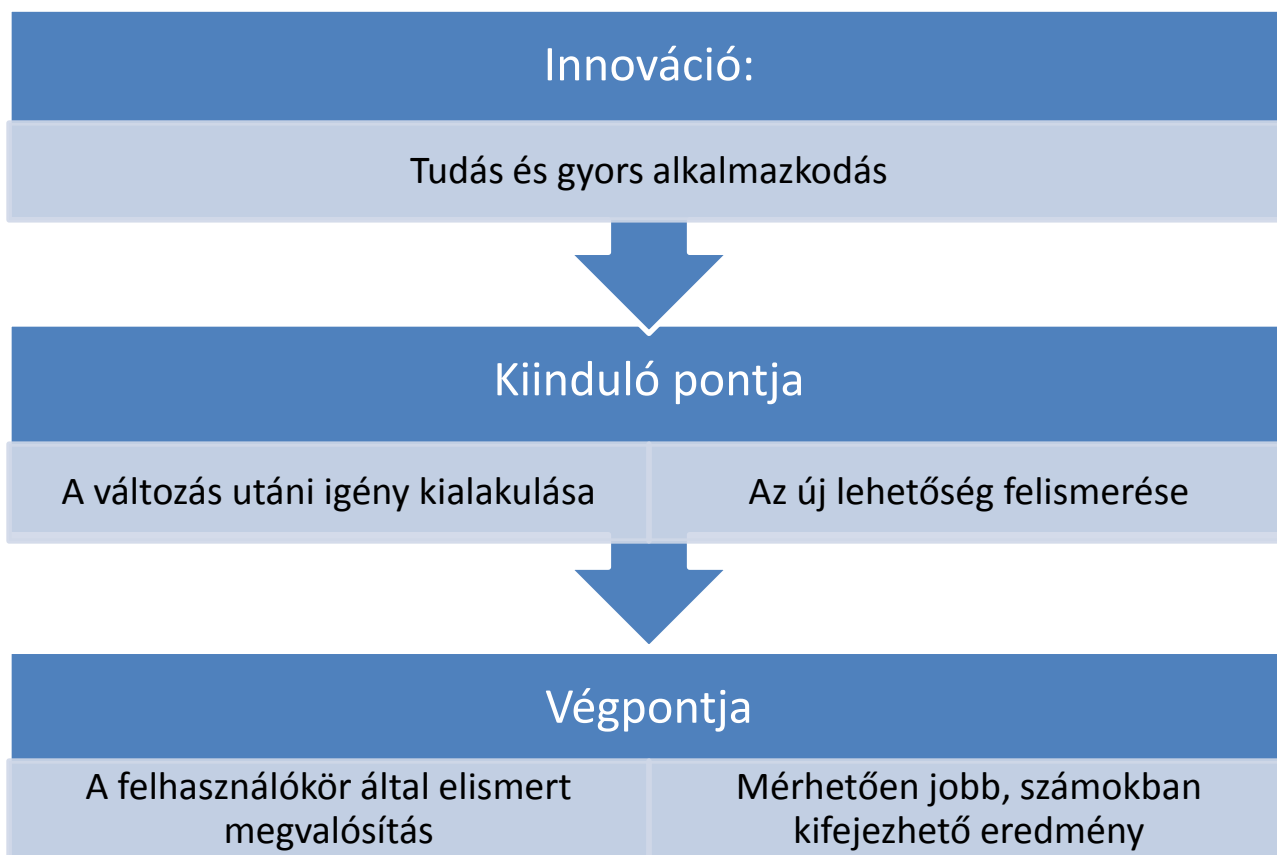 Innováció:
Tudás és gyors alkalmazkodás
Kiinduló pontja
A változás utáni igény kialakulása
Az új lehetőség felismerése
Végpontja
A felhasználókör által elismert
megvalósítás
Mérhetően jobb, számokban
kifejezhető eredmény